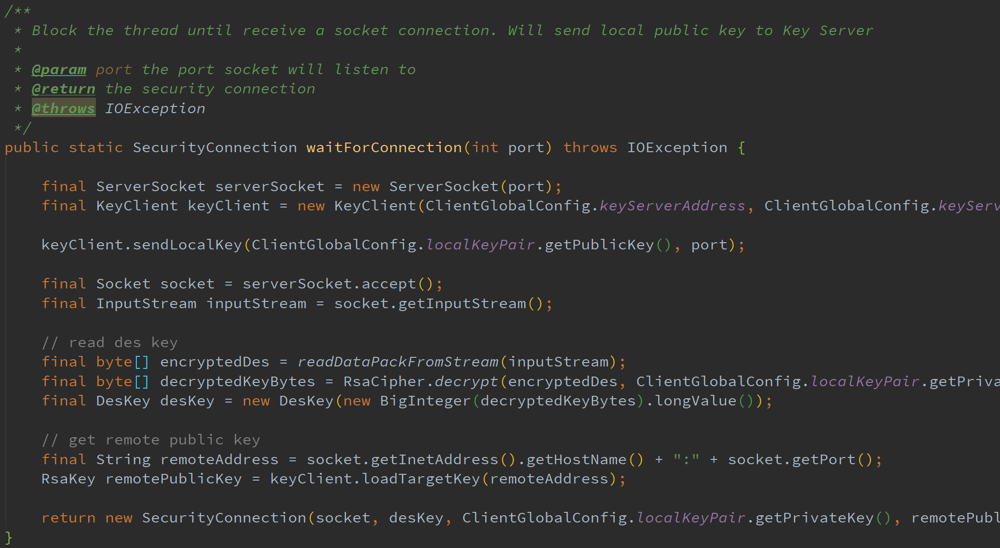 /**
 * Block the thread until receive a socket connection. Will send local public key to Key Server
 *
 * @param port the port socket will listen to
 * @return the security connection
 * @throws IOException
 */
public static SecurityConnection waitForConnection(int port) throws IOException {
    final ServerSocket serverSocket = new ServerSocket(port);
    final KeyClient keyClient = new KeyClient(ClientGlobalConfig.keyServerAddress, ClientGlobalConfig.keyServ
    keyClient.sendLocalKey(ClientGlobalConfig.localKeyPair.getPublicKey(), port);
    final Socket socket = serverSocket.accept();
    final InputStream inputStream = socket.getInputStream();
    // read des key
    final byte[] encryptedDes = readDataPackFromStream(inputStream);
    final byte[] decryptedKeyBytes = RsaCipher.decrypt(encryptedDes, ClientGlobalConfig.localKeyPair.getPriva
    final DesKey desKey = new DesKey(new BigInteger(decryptedKeyBytes).longValue());
    // get remote public key
    final String remoteAddress = socket.getInetAddress().getHostName() + ":" + socket.getPort();
    RsaKey remotePublicKey = keyClient.loadTargetKey(remoteAddress);
    return new SecurityConnection(socket, desKey, ClientGlobalConfig.localKeyPair.getPrivateKey(), remotePubl
}